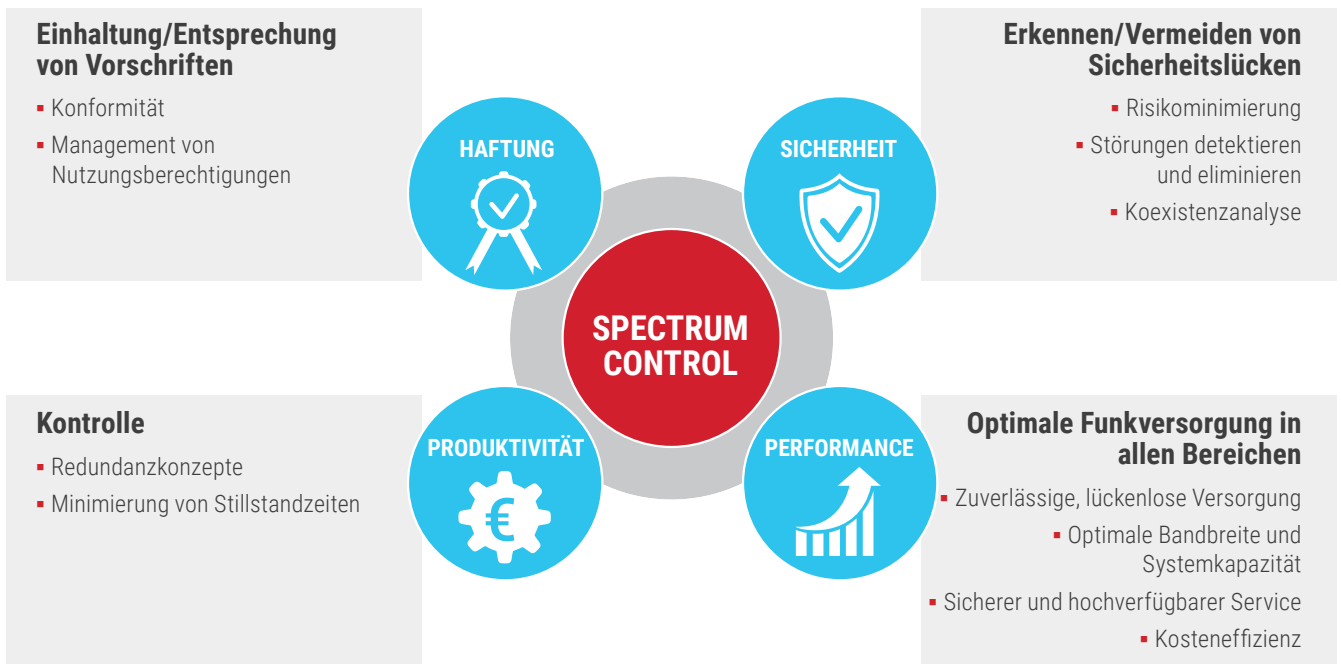 Einhaltung/Entsprechung
von Vorschriften
▪ Konformität
▪ Management von
Nutzungsberechtigungen
HAFTUNG
SICHERHEIT
Erkennen/Vermeiden von
Sicherheitslücken
▪ Risikominimierung
▪ Störungen detektieren
und eliminieren
▪ Koexistenzanalyse
SPECTRUM
CONTROL
Kontrolle
▪ Redundanzkonzepte
▪ Minimierung von Stillstandzeiten
PRODUKTIVITÄT
€
PERFORMANCE
Optimale Funkversorgung in
allen Bereichen
▪ Zuverlässige, lückenlose Versorgung
▪ Optimale Bandbreite und
Systemkapazität
▪ Sicherer und hochverfügbarer Service
▪ Kosteneffizienz